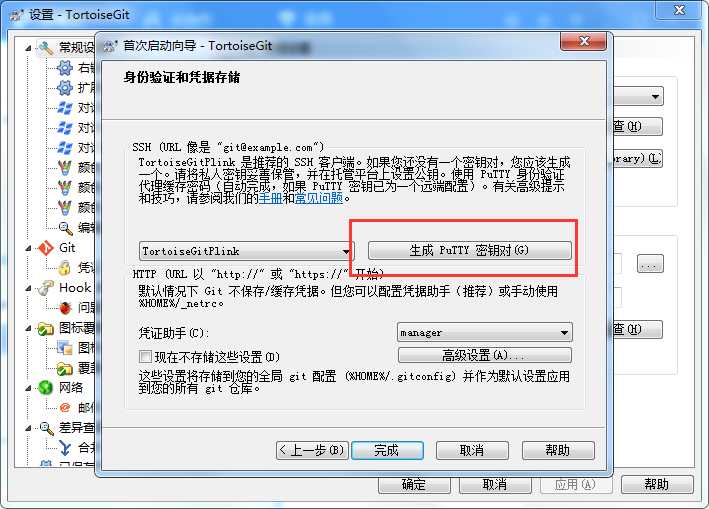 设置 - TortoiseGit
首次启动向导 - TortoiseGit
常规设
右
扩展
对话
对话
颜
颜
颜
编辑
Git
凭
Hook
问题
图标覆
图标
覆盖
网络
邮件
差异查
合并
身份验证和凭据存储
SSH (URL 像是 "git@example.com")
TortoiseGitPlink 是推荐的 SSH 客户端。如果您还没有一个密钥对，您应该生成
一个。请将私人密钥妥善保管，并在托管平台上设置公钥。使用 PuTTY 身份验证
代理缓存密码（自动完成，如果 PuTTY 密钥已为一个远端配置）。有关高级提示
和技巧，请参阅我们的手册和常见问题。
TortoiseGitPlink
生成 PuTTY 密钥对(G)
HTTP (URL 以 "http://" 或 "https://" 开始)
默认情况下 Git 不保存/缓存凭据。但您可以配置凭据助手（推荐）或手动使用
%HOME%/_netrc。
凭证助手(C):
manager
现在不存储这些设置(D)
高级设置(A)...
这些设置将存储到您的全局 git 配置 (%HOME%/.gitconfig) 并作为默认设置应用
到您的所有 git 仓库。
< 上一步(B)
完成
取消
帮助
查(H)
rary)(L)
...
查(H)
确定
取消
应用(A)
帮助